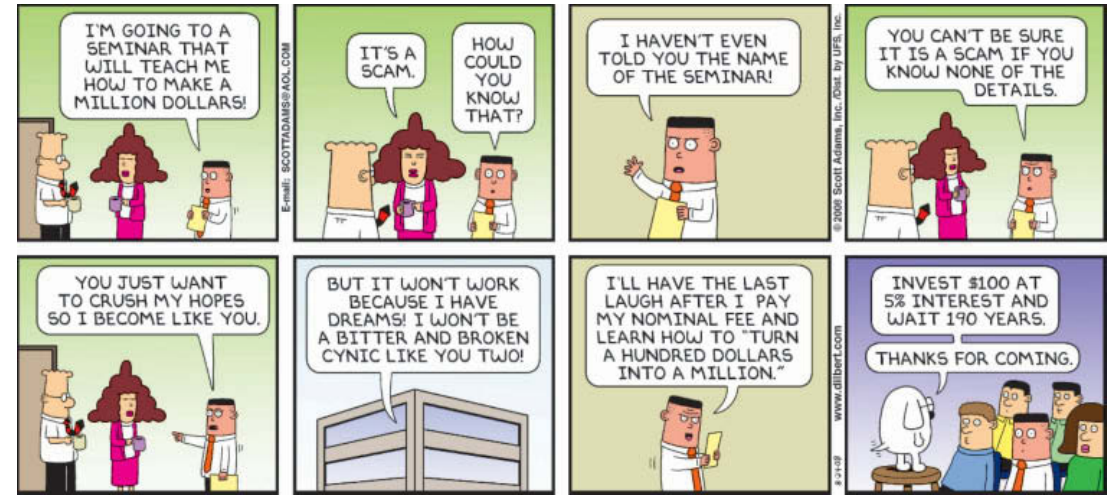 I'M GOING TO A
SEMINAR THAT
WILL TEACH ME
HOW TO MAKE A
MILLION DOLLARS!
E-mail: SCOTTADAMS@AOL.COM
IT'S A
SCAM.
HOW
COULD
YOU
KNOW
THAT?
I HAVEN'T EVEN
TOLD YOU THE NAME
OF THE SEMINAR!
©2008 Scott Adams, Inc./Dist. by UFS, Inc.
YOU CAN'T BE SURE
IT IS A SCAM IF YOU
KNOW NONE OF THE
DETAILS.
YOU JUST WANT
TO CRUSH MY HOPES
SO I BECOME LIKE YOU.
BUT IT WON'T WORK
BECAUSE I HAVE
DREAMS! I WON'T BE
A BITTER AND BROKEN
CYNIC LIKE YOU TWO!
I'LL HAVE THE LAST
LAUGH AFTER I PAY
MY NOMINAL FEE AND
LEARN HOW TO "TURN
A HUNDRED DOLLARS
INTO A MILLION."
www.dilbert.com
INVEST $100 AT
5% INTEREST AND
WAIT 190 YEARS.
THANKS FOR COMING.